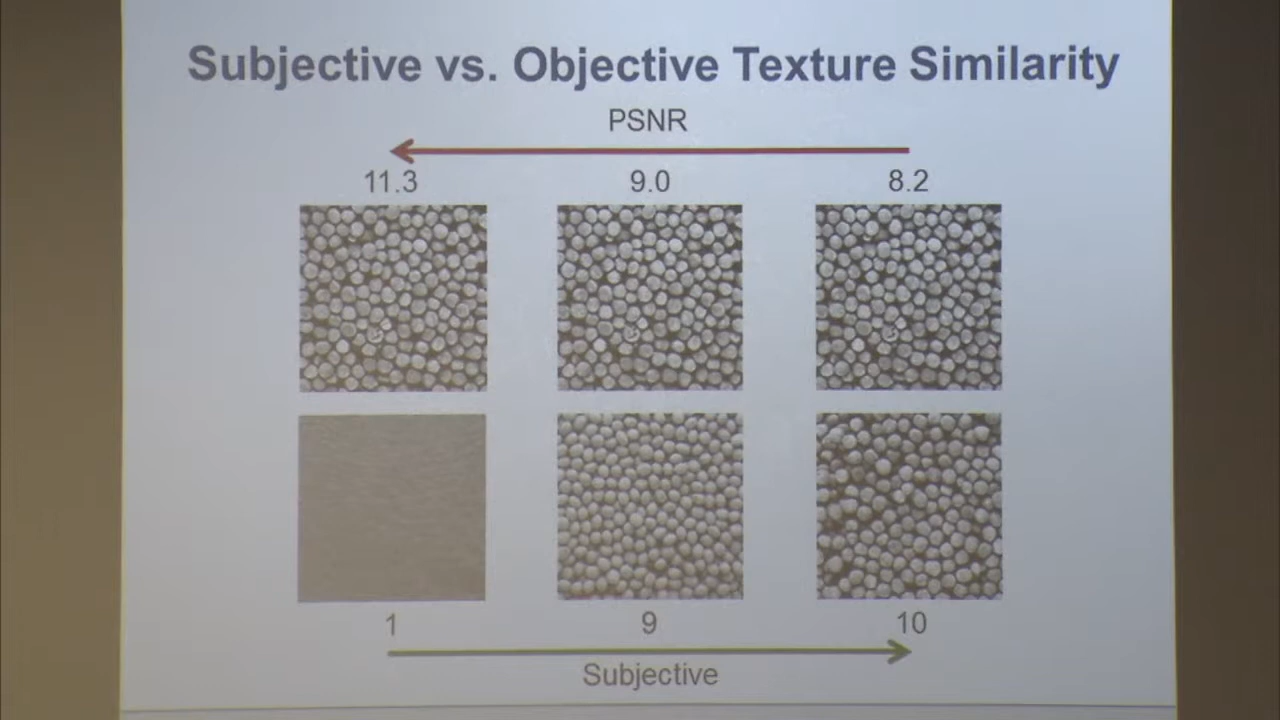 Subjective vs. Objective Texture Similarity
PSNR
11.3 9.0 8.2
1 9 10
Subjective